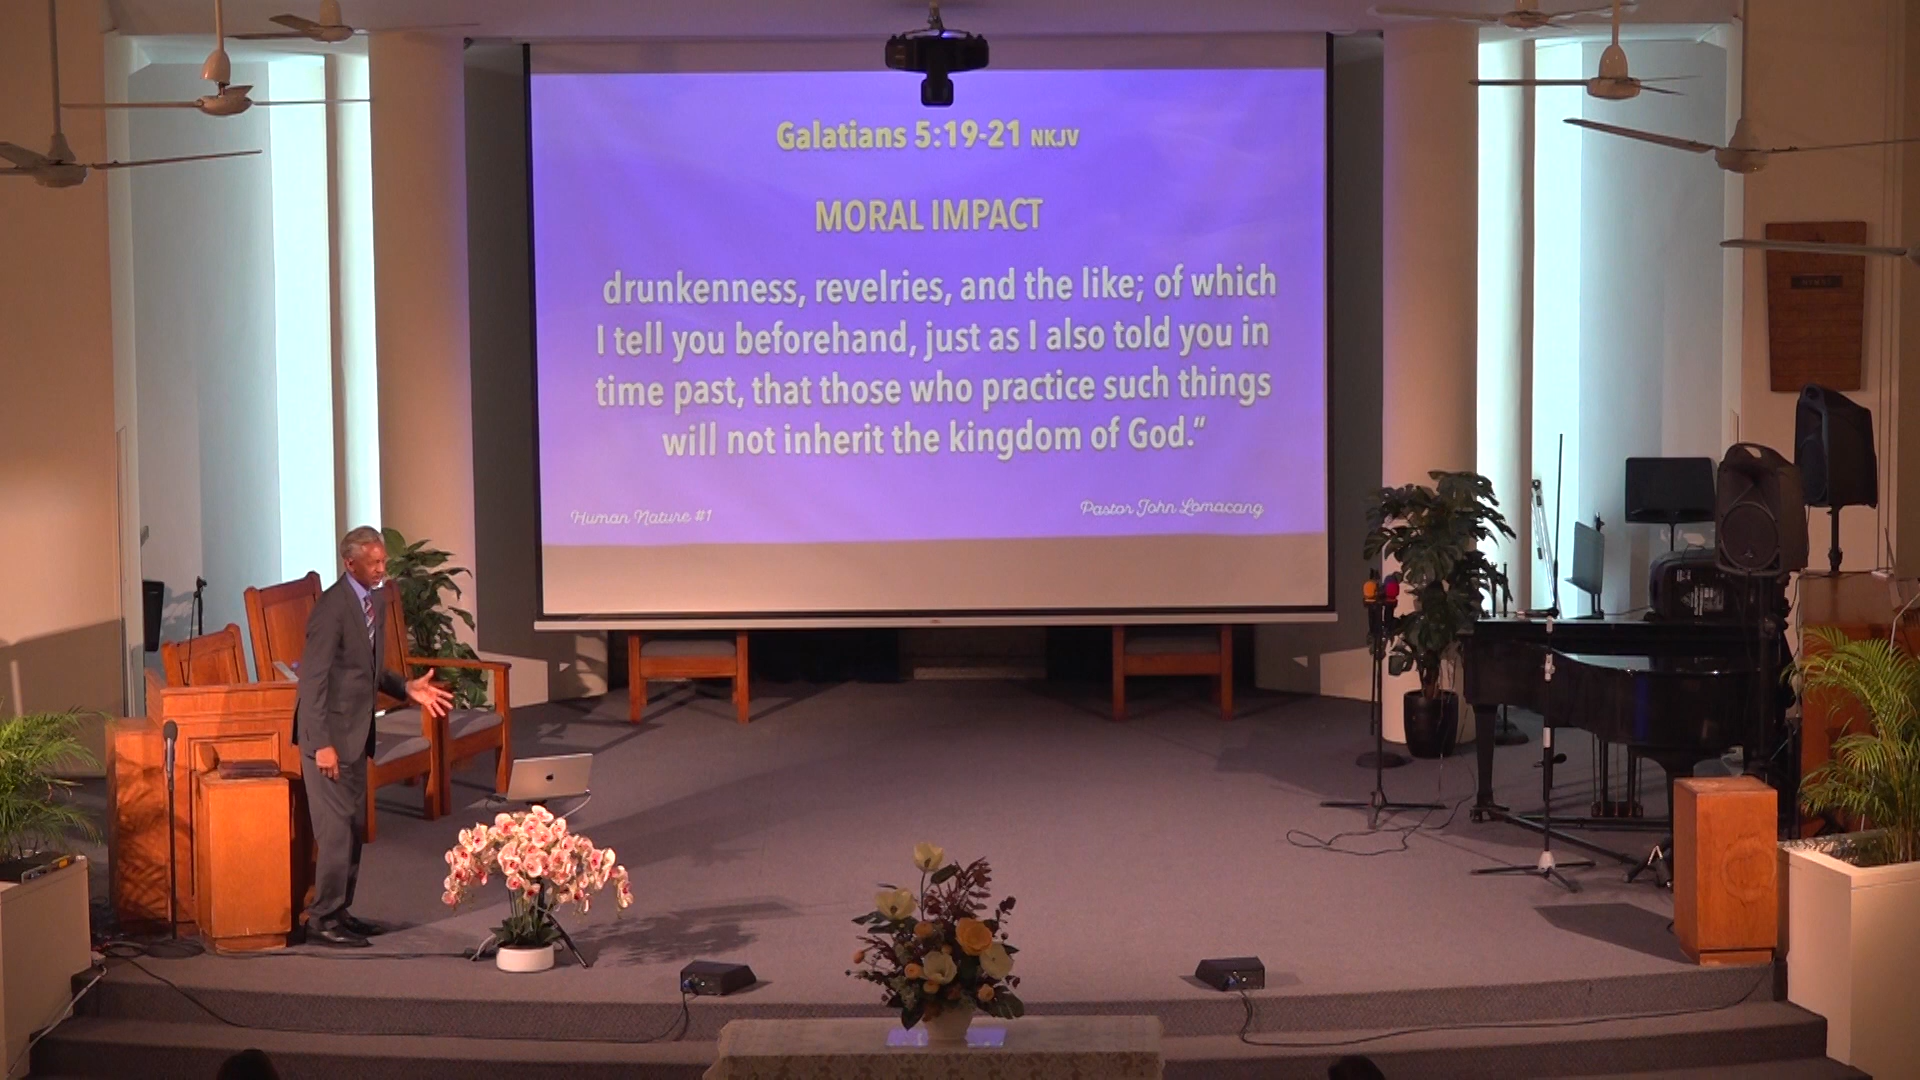 Galatians 5:19-21 NKJV
MORAL IMPACT
drunkenness, revelries, and the like; of which
I tell you beforehand, just as I also told you in
time past, that those who practice such things
will not inherit the kingdom of God.”
Human Nature #1
Pastor John Lomacang